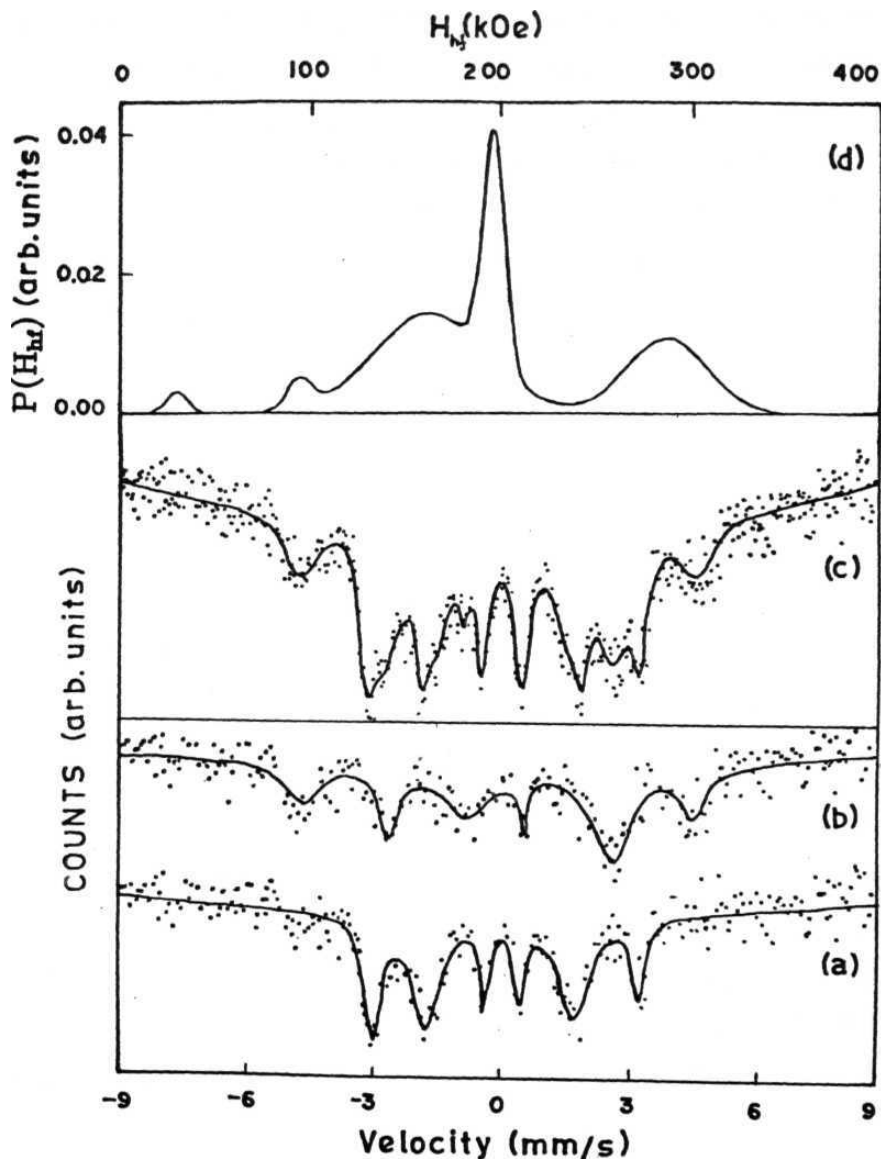 H_hf(kOe)
0 100 200 300 400
P(H_hf) (arb. units)
0.04
0.02
0.00
(d)
COUNTS (arb. units)
(c)
(b)
(a)
-9 -6 -3 0 3 6 9
Velocity (mm/s)